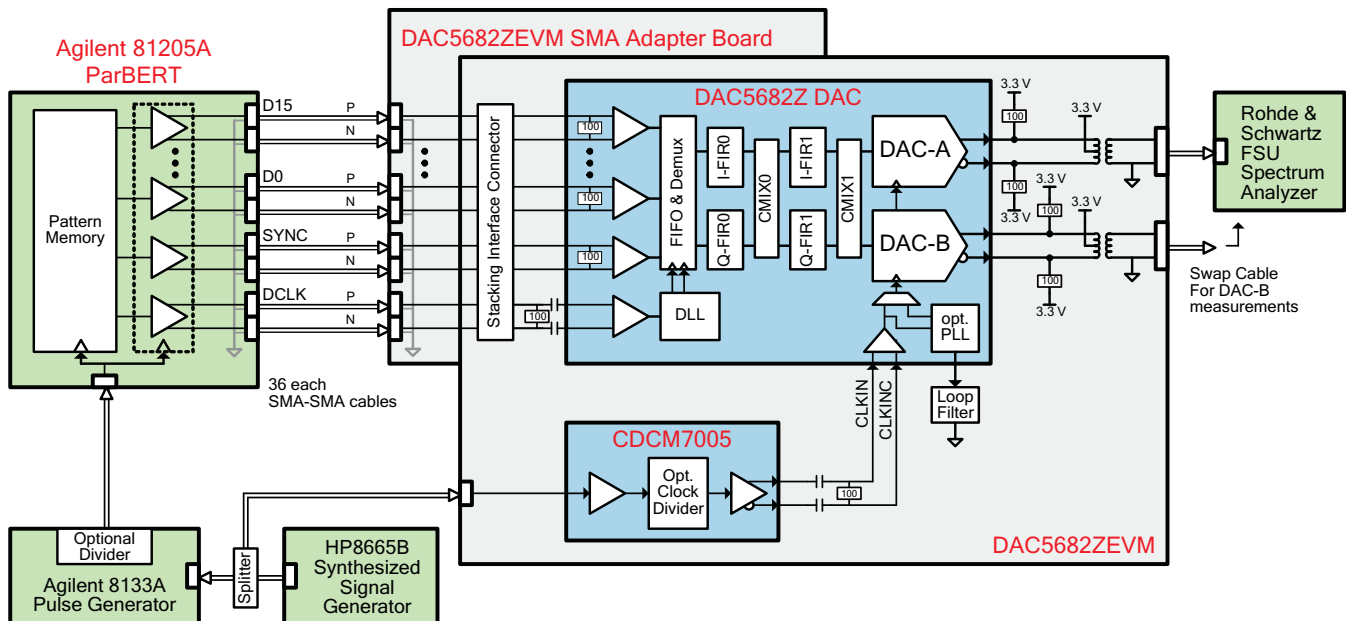 Agilent 81205A
ParBERT
DAC5682ZEVM SMA Adapter Board
DAC5682Z DAC
Pattern
Memory
D15
P
N
D0
P
N
SYNC
P
N
DCLK
P
N
36 each
SMA-SMA cables
Stacking Interface Connector
100
100
100
100
FIFO & Demux
DLL
I-FIR0
Q-FIR0
CMIX0
I-FIR1
Q-FIR1
CMIX1
DAC-A
DAC-B
opt.
PLL
Loop
Filter
CLKIN
CLKINC
3.3 V
100
3.3 V
100
3.3 V
3.3 V
100
3.3 V
100
3.3 V
Rohde &
Schwartz
FSU
Spectrum
Analyzer
Swap Cable
For DAC-B
measurements
CDCM7005
Opt.
Clock
Divider
100
DAC5682ZEVM
Optional
Divider
Agilent 8133A
Pulse Generator
Splitter
HP8665B
Synthesized
Signal
Generator